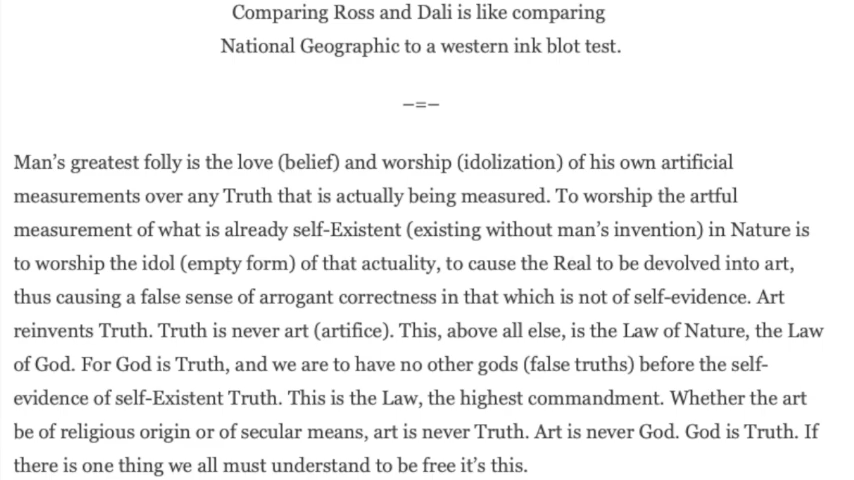 Comparing Ross and Dali is like comparing
National Geographic to a western ink blot test.
–=–
Man’s greatest folly is the love (belief) and worship (idolization) of his own artificial
measurements over any Truth that is actually being measured. To worship the artful
measurement of what is already self-Existent (existing without man’s invention) in Nature is
to worship the idol (empty form) of that actuality, to cause the Real to be devolved into art,
thus causing a false sense of arrogant correctness in that which is not of self-evidence. Art
reinvents Truth. Truth is never art (artifice). This, above all else, is the Law of Nature, the Law
of God. For God is Truth, and we are to have no other gods (false truths) before the self-
evidence of self-Existent Truth. This is the Law, the highest commandment. Whether the art
be of religious origin or of secular means, art is never Truth. Art is never God. God is Truth. If
there is one thing we all must understand to be free it’s this.